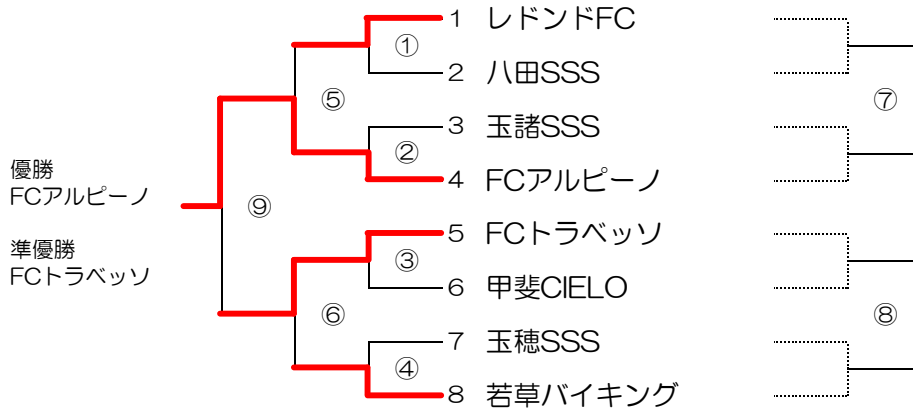 1 レドンドFC
①
2 八田SSS
⑤
⑦
3 玉諸SSS
②
4 FCアルピーノ
優勝
FCアルピーノ
⑨
準優勝
FCトラベッソ
5 FCトラベッソ
③
6 甲斐CIELO
⑥
⑧
7 玉穂SSS
④
8 若草バイキング